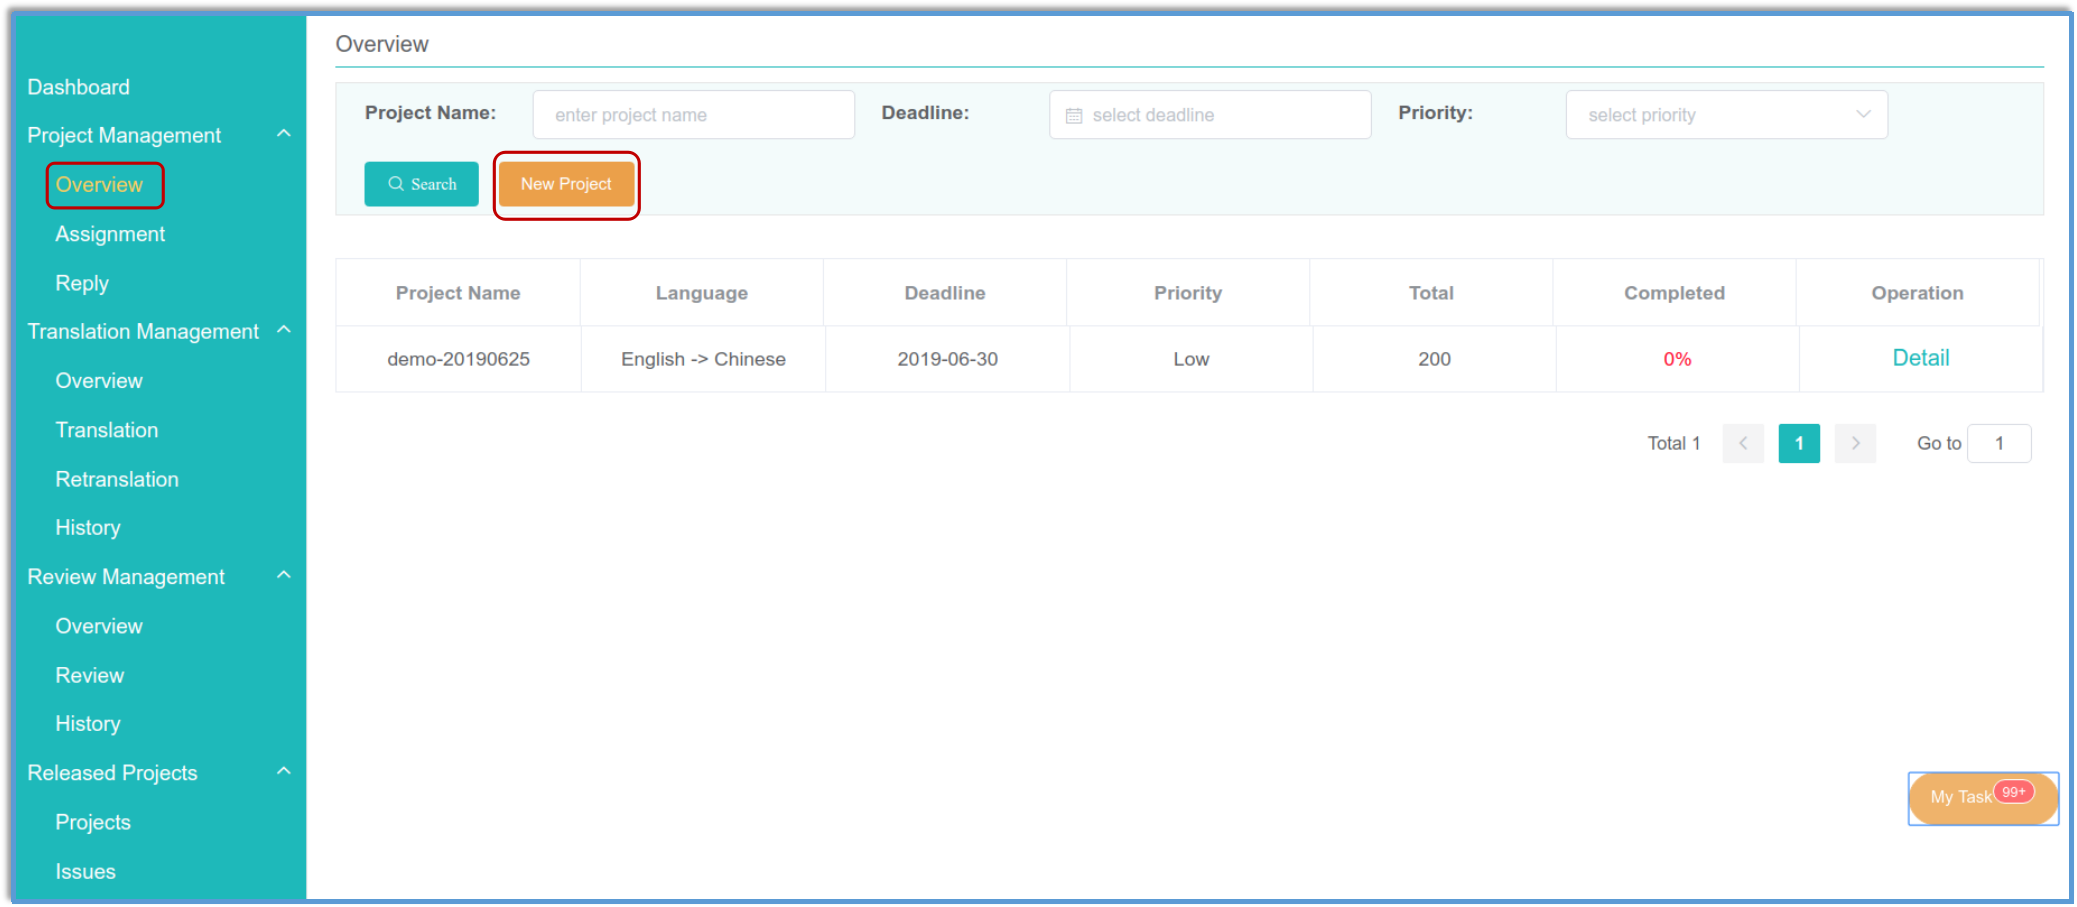 Dashboard
Project Management
Overview
Assignment
Reply
Translation Management
Overview
Translation
Retranslation
History
Review Management
Overview
Review
History
Released Projects
Projects
Issues
Overview
Project Name: enter project name Deadline: select deadline Priority: select priority
Search New Project
Project Name Language Deadline Priority Total Completed Operation
demo-20190625 English -> Chinese 2019-06-30 Low 200 0% Detail
Total 1 < 1 > Go to 1
My Task 99+